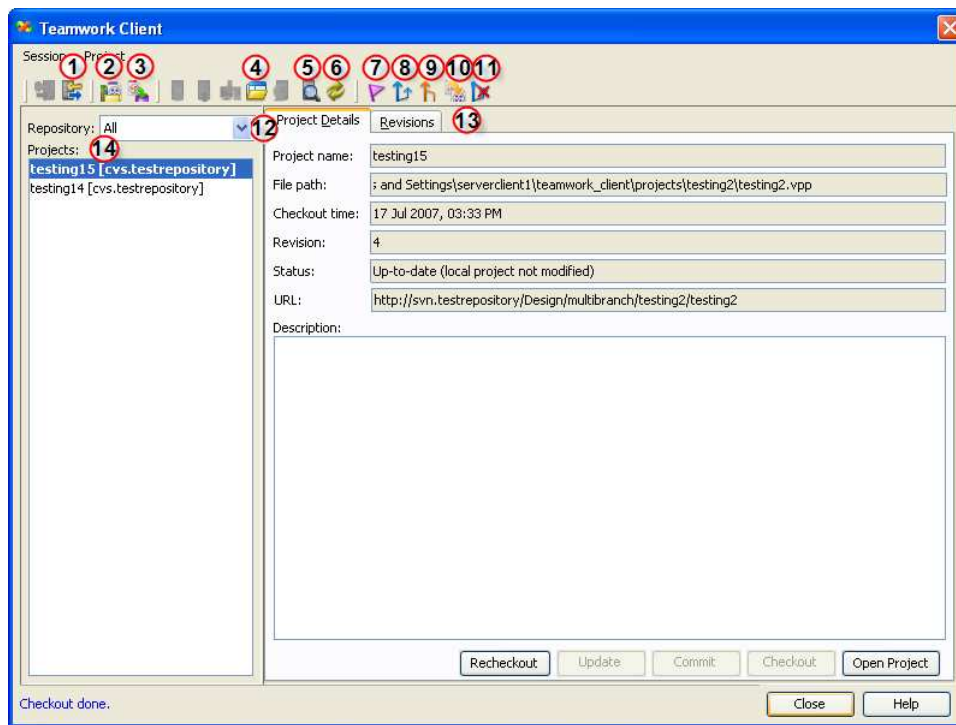 Teamwork Client
Session Project
1 2 3 4 5 6 7 8 9 10 11
Repository: All 12
Project Details Revisions 13
Projects: 14
testing15 [cvs.testrepository]
testing14 [cvs.testrepository]
Project name: testing15
File path: s and Settings\serverclient1\teamwork_client\projects\testing2\testing2.vpp
Checkout time: 17 Jul 2007, 03:33 PM
Revision: 4
Status: Up-to-date (local project not modified)
URL: http://svn.testrepository/Design/multibranch/testing2/testing2
Description:
Recheckout Update Commit Checkout Open Project
Checkout done.
Close Help